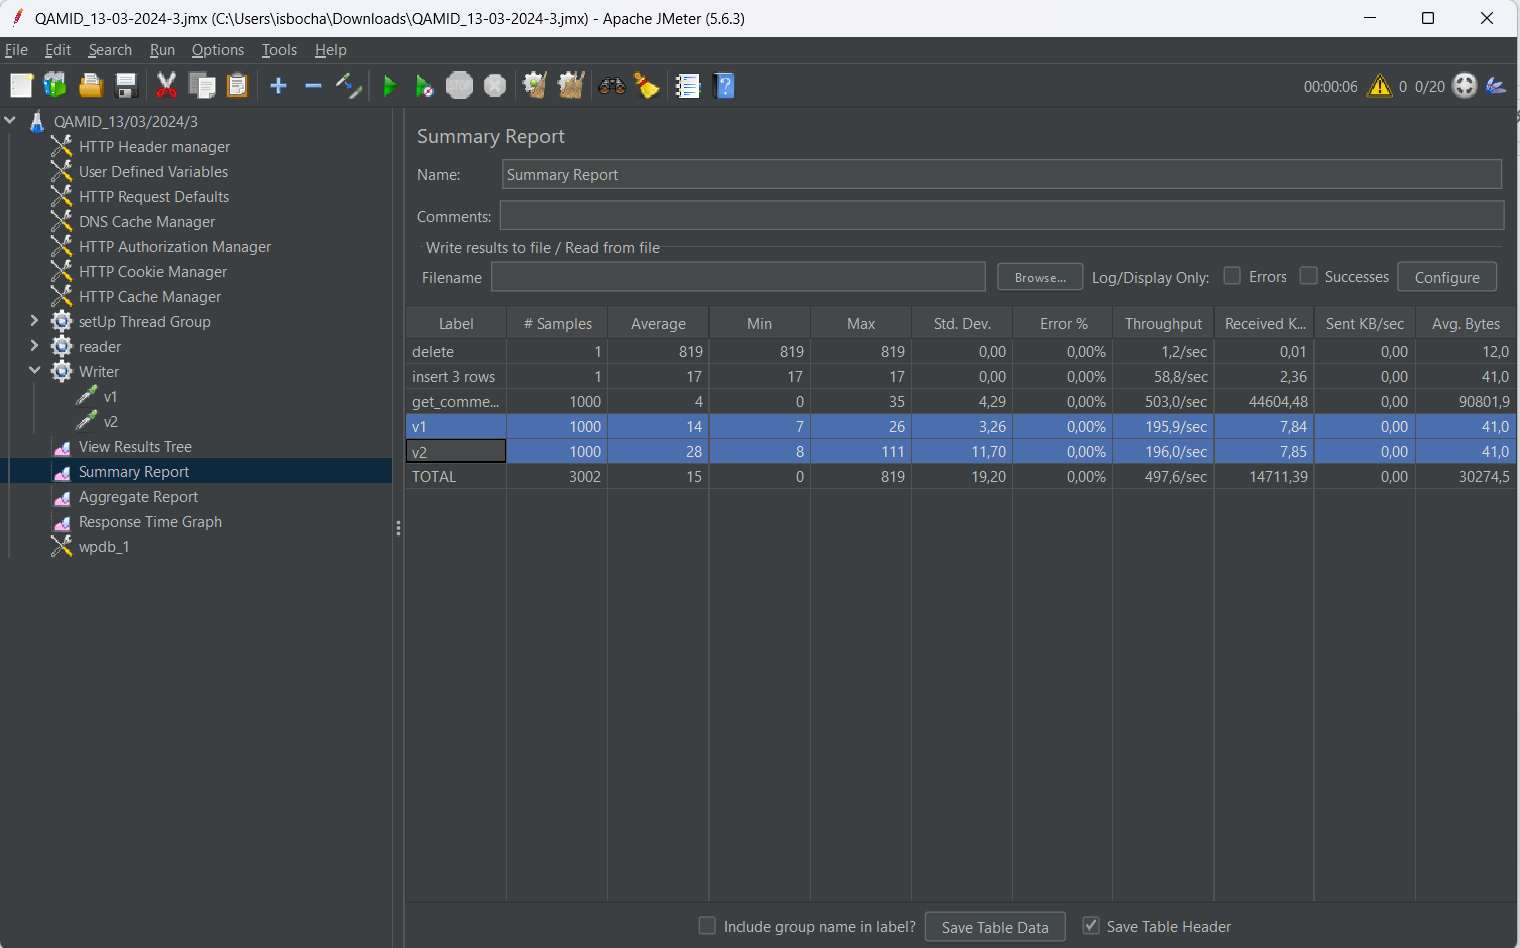 QAMID_13-03-2024-3.jmx (C:\Users\isbocha\Downloads\QAMID_13-03-2024-3.jmx) - Apache JMeter (5.6.3)
File Edit Search Run Options Tools Help
STOP 00:00:06 0 0/20
QAMID_13/03/2024/3
HTTP Header manager
User Defined Variables
HTTP Request Defaults
DNS Cache Manager
HTTP Authorization Manager
HTTP Cookie Manager
HTTP Cache Manager
setUp Thread Group
reader
Writer
v1
v2
View Results Tree
Summary Report
Aggregate Report
Response Time Graph
wpdb_1
Summary Report
Name: Summary Report
Comments:
Write results to file / Read from file
Filename Browse... Log/Display Only: Errors Successes Configure
Label # Samples Average Min Max Std. Dev. Error % Throughput Received K... Sent KB/sec Avg. Bytes
delete 1 819 819 819 0,00 0,00% 1,2/sec 0,01 0,00 12,0
insert 3 rows 1 17 17 17 0,00 0,00% 58,8/sec 2,36 0,00 41,0
get_comme... 1000 4 0 35 4,29 0,00% 503,0/sec 44604,48 0,00 90801,9
v1 1000 14 7 26 3,26 0,00% 195,9/sec 7,84 0,00 41,0
v2 1000 28 8 111 11,70 0,00% 196,0/sec 7,85 0,00 41,0
TOTAL 3002 15 0 819 19,20 0,00% 497,6/sec 14711,39 0,00 30274,5
Include group name in label? Save Table Data Save Table Header